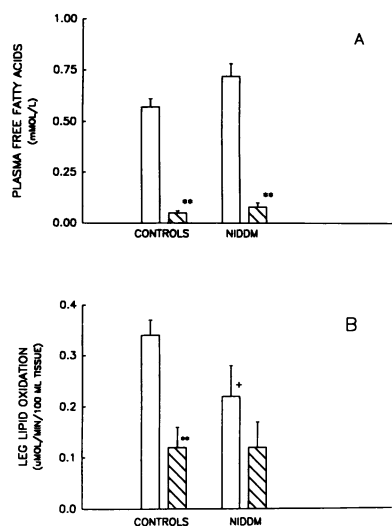 A
PLASMA FREE FATTY ACIDS
(mMOL/L)
1.00
0.75
0.50
0.25
0.00
**
**
CONTROLS
NIDDM
B
LEG LIPID OXIDATION
(uMOL/MIN/100 ML TISSUE)
0.4
0.3
0.2
0.1
0.0
**
+
CONTROLS
NIDDM